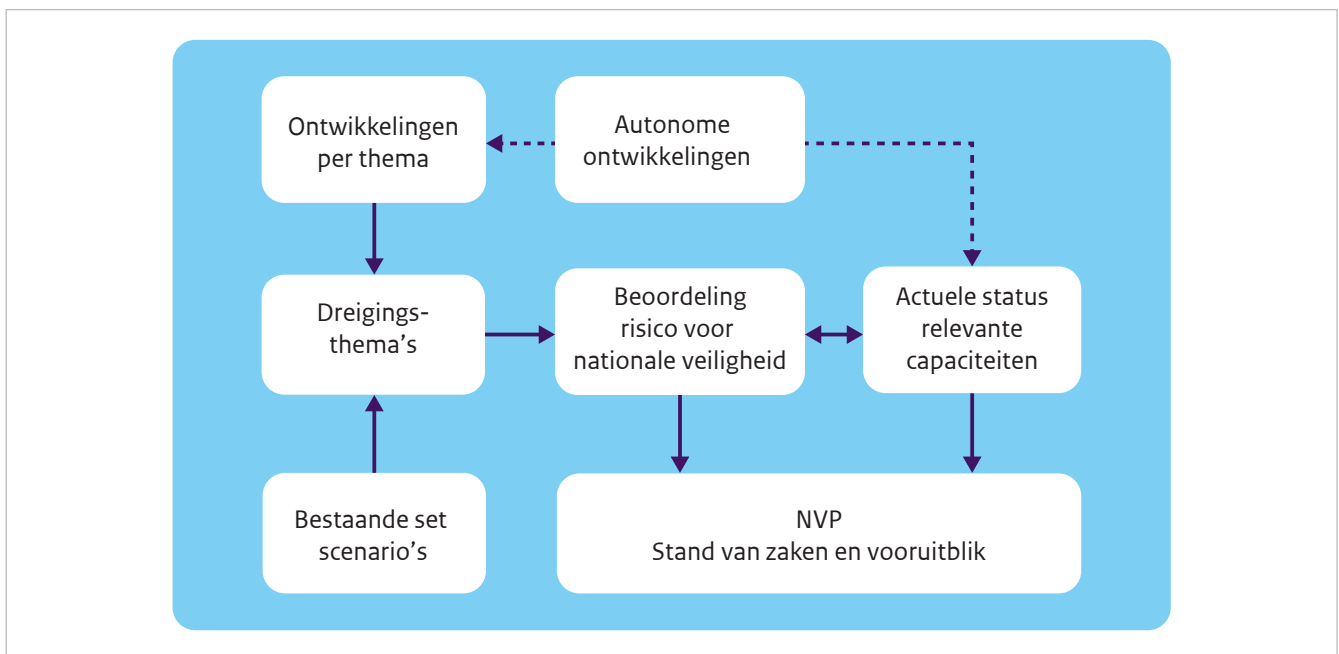 Ontwikkelingen
per thema
Autonome
ontwikkelingen
Dreigings-
thema’s
Beoordeling
risico voor
nationale veiligheid
Actuele status
relevante
capaciteiten
Bestaande set
scenario’s
NVP
Stand van zaken en vooruitblik